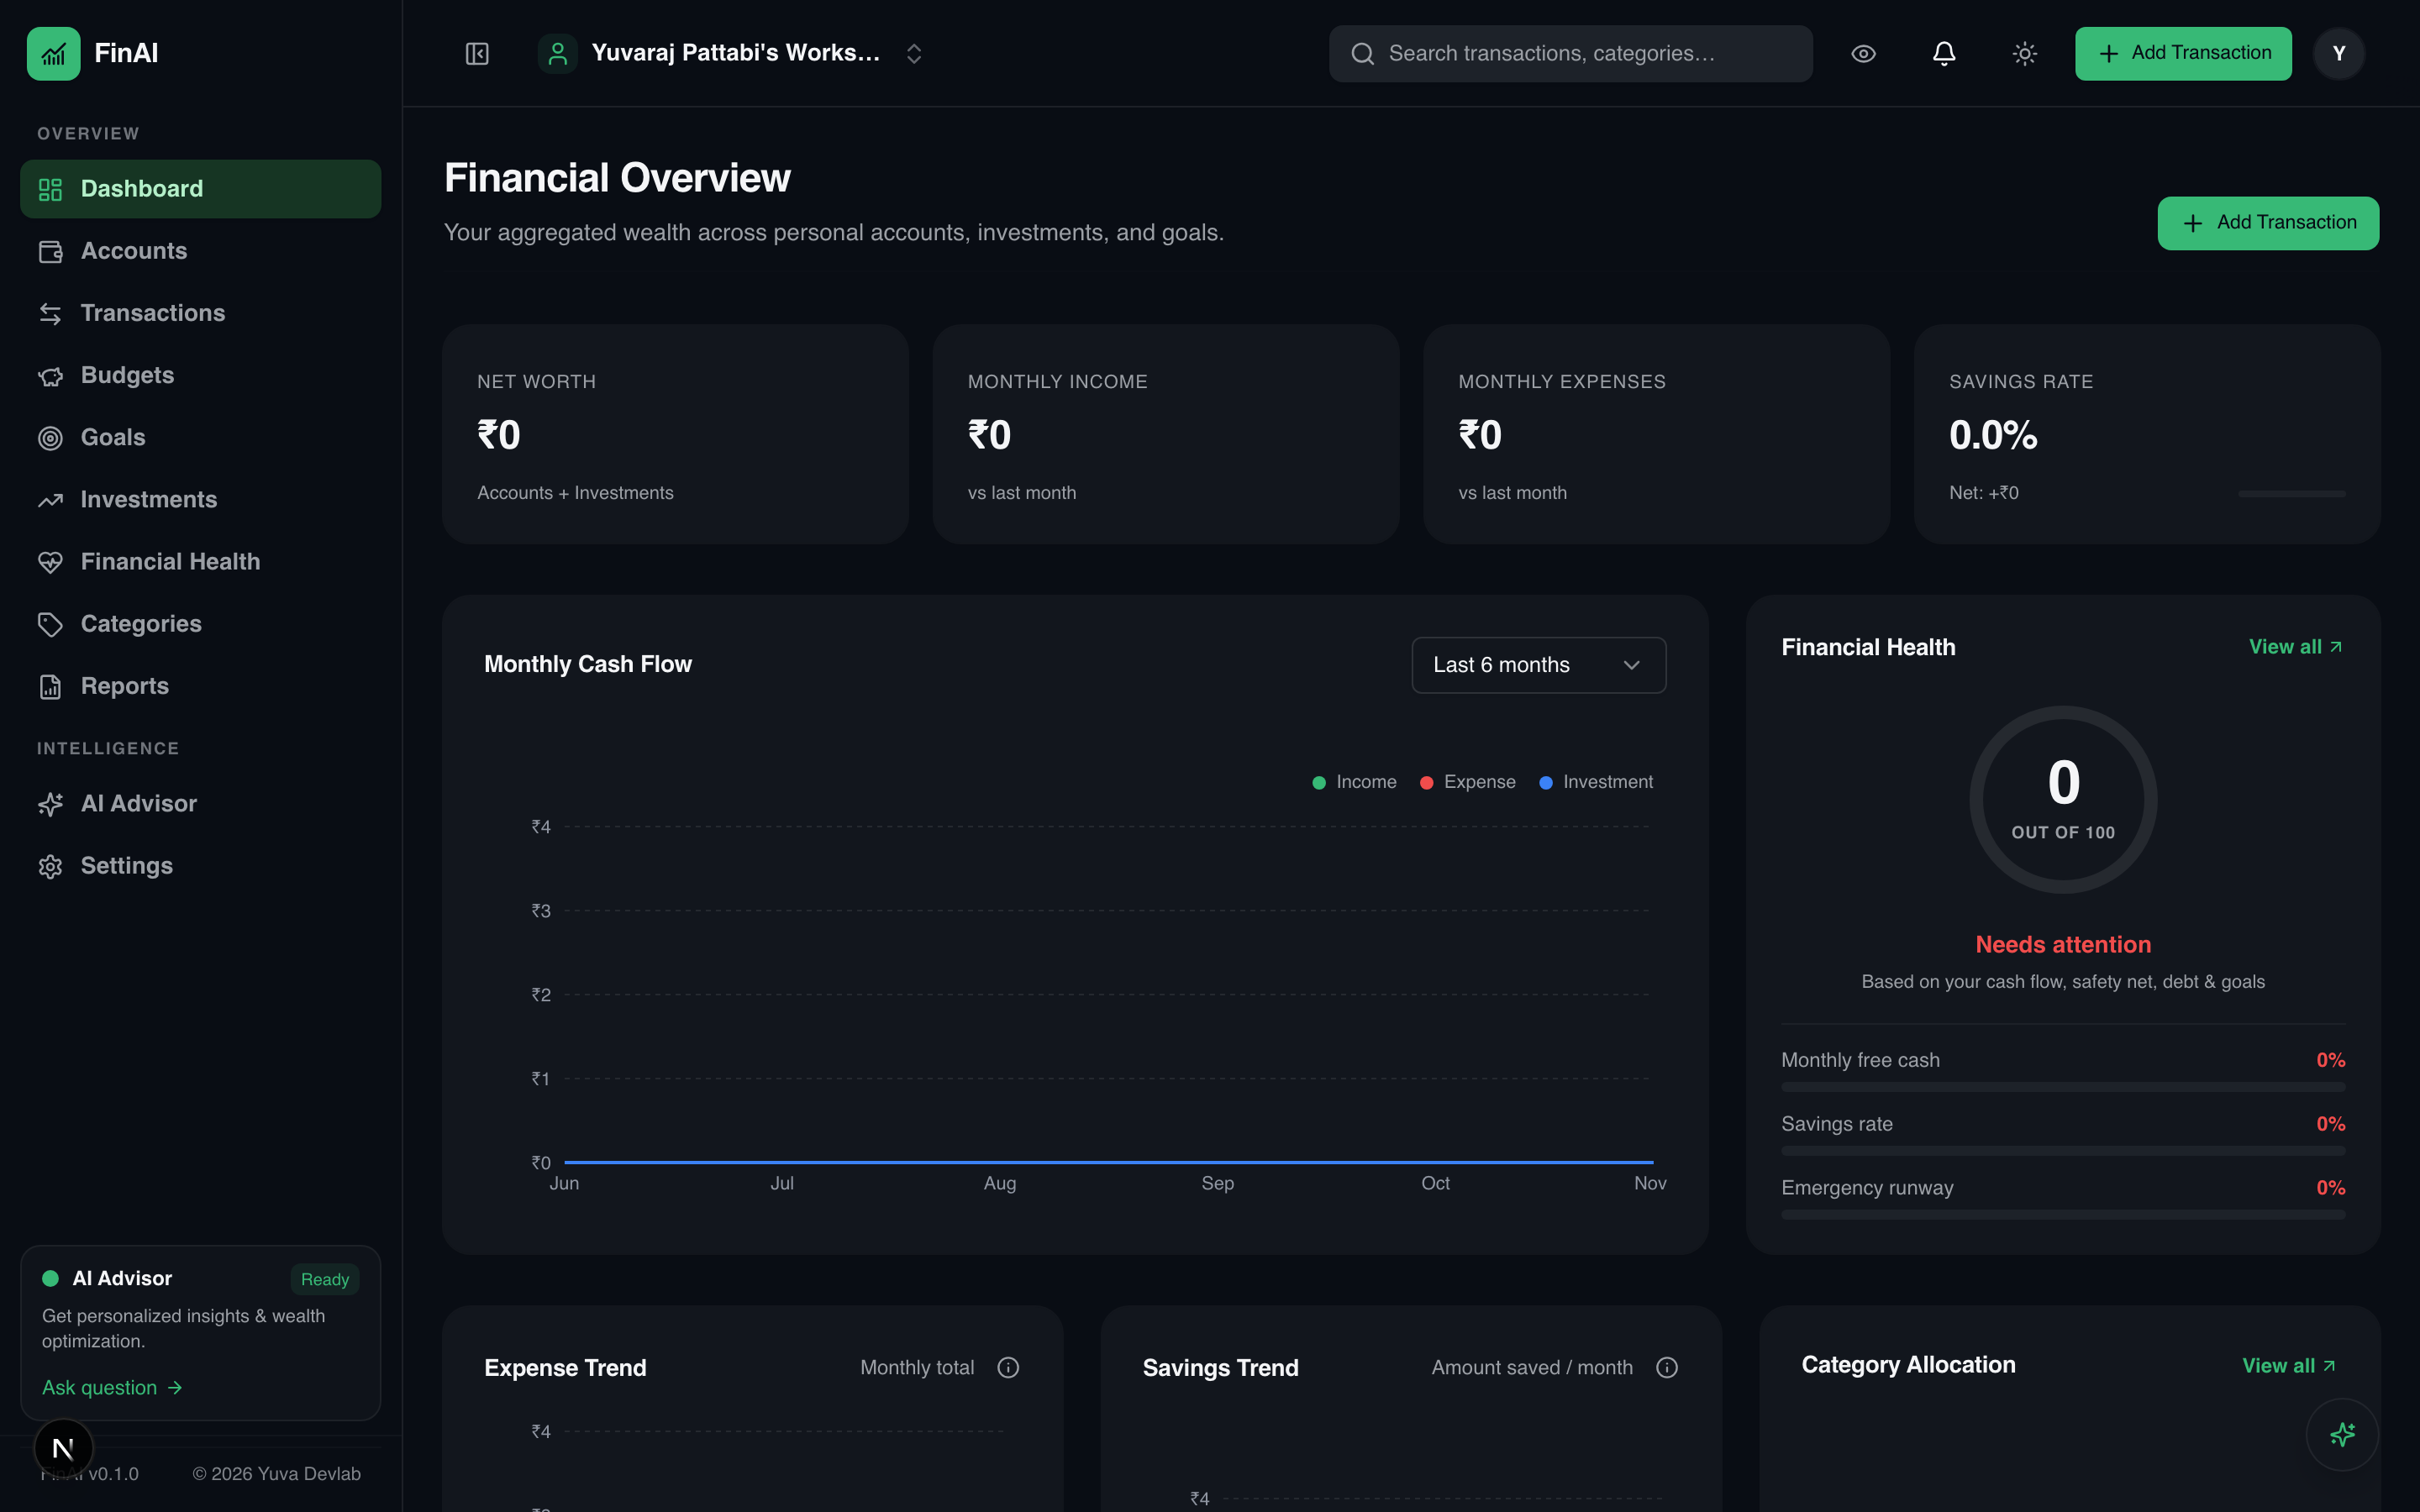 FinAI
Yuvaraj Pattabi's Works...
Search transactions, categories...
Add Transaction
Y
OVERVIEW
Dashboard
Accounts
Transactions
Budgets
Goals
Investments
Financial Health
Categories
Reports
INTELLIGENCE
AI Advisor
Settings
AI Advisor
Ready
Get personalized insights & wealth
optimization.
Ask question →
N
FinAI v0.1.0
© 2026 Yuva Devlab
Financial Overview
Your aggregated wealth across personal accounts, investments, and goals.
Add Transaction
NET WORTH
₹0
Accounts + Investments
MONTHLY INCOME
₹0
vs last month
MONTHLY EXPENSES
₹0
vs last month
SAVINGS RATE
0.0%
Net: +₹0
Monthly Cash Flow
Last 6 months
Income
Expense
Investment
₹4
₹3
₹2
₹1
₹0
Jun Jul Aug Sep Oct Nov
Financial Health
View all
0
OUT OF 100
Needs attention
Based on your cash flow, safety net, debt & goals
Monthly free cash 0%
Savings rate 0%
Emergency runway 0%
Expense Trend
Monthly total
₹4
Savings Trend
Amount saved / month
₹4
Category Allocation
View all